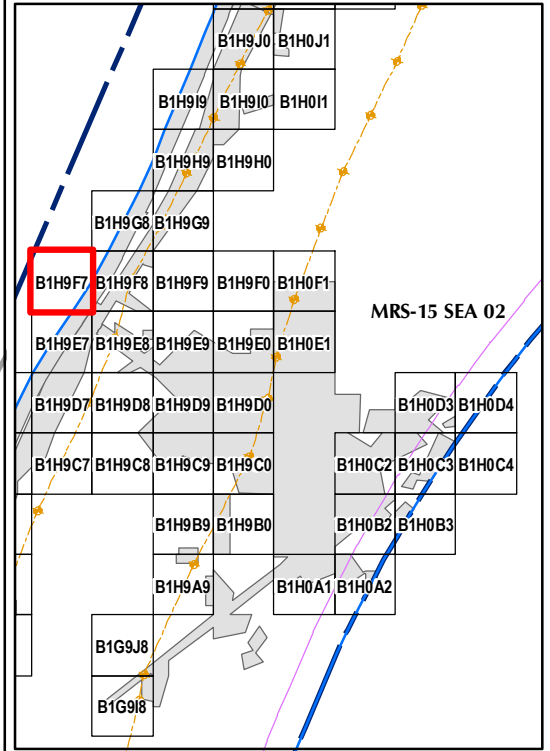 B1H9J0 B1H0J1
B1H9I9 B1H9I0 B1H0I1
B1H9H9 B1H9H0
B1H9G8 B1H9G9
B1H9F7 B1H9F8 B1H9F9 B1H9F0 B1H0F1
MRS-15 SEA 02
B1H9E7 B1H9E8 B1H9E9 B1H9E0 B1H0E1
B1H9D7 B1H9D8 B1H9D9 B1H9D0 B1H0D3 B1H0D4
B1H9C7 B1H9C8 B1H9C9 B1H9C0 B1H0C2 B1H0C3 B1H0C4
B1H9B9 B1H9B0 B1H0B2 B1H0B3
B1H9A9 B1H0A1 B1H0A2
B1G9J8
B1G9I8